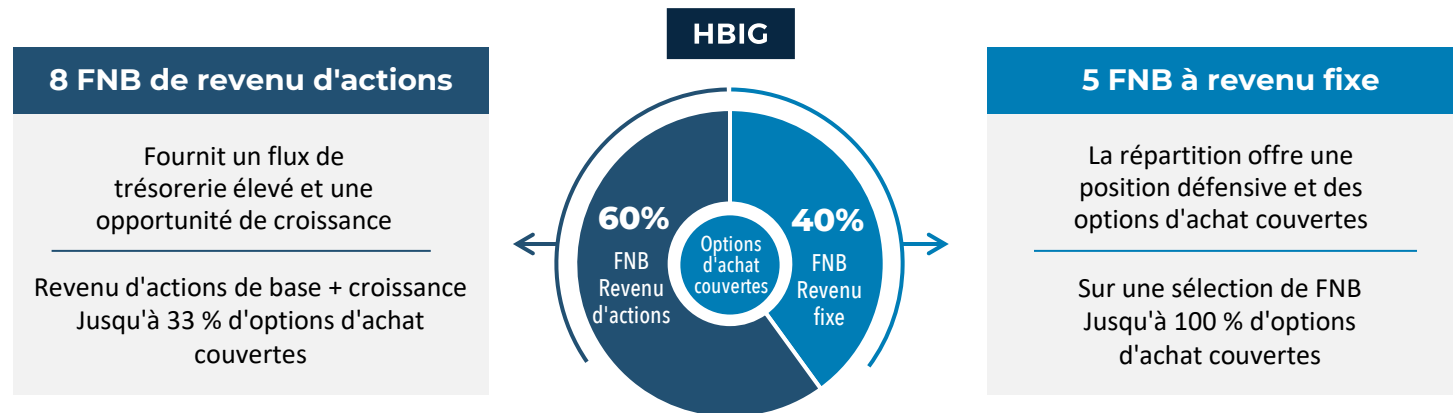 HBIG
8 FNB de revenu d'actions
Fournit un flux de
trésorerie élevé et une
opportunité de croissance
Revenu d'actions de base + croissance
Jusqu'à 33 % d'options d'achat
couvertes
60%
FNB
Revenu
d'actions
Options
d'achat
couvertes
40%
FNB
Revenu
fixe
5 FNB à revenu fixe
La répartition offre une
position défensive et des
options d'achat couvertes
Sur une sélection de FNB
Jusqu'à 100 % d'options
d'achat couvertes